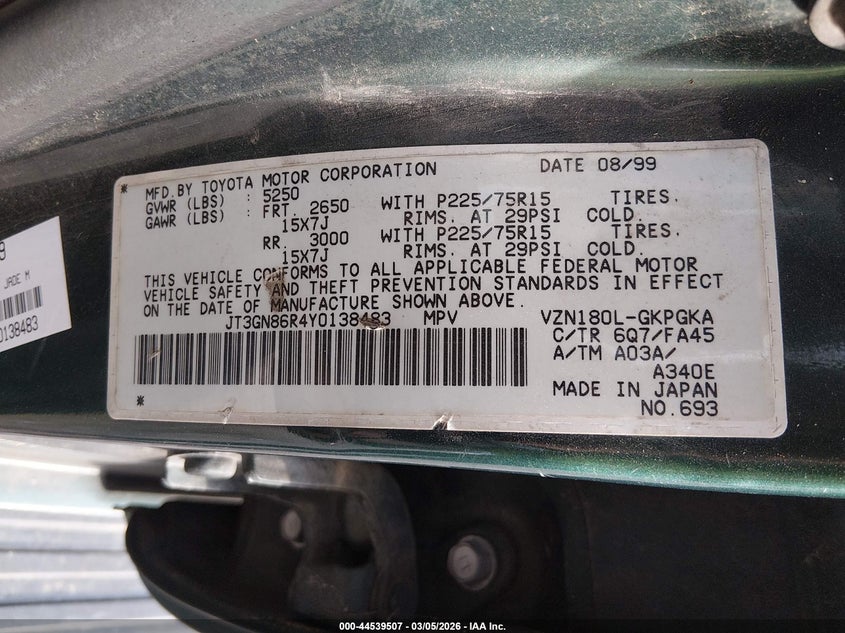 MFD.BY TOYOTA MOTOR CORPORATION DATE 08/99
GVWR (LBS) : 5250
GAWR (LBS) : FRT. 2650 WITH P225/75R15 TIRES.
15X7J RIMS. AT 29PSI COLD.
RR. 3000 WITH P225/75R15 TIRES.
15X7J RIMS. AT 29PSI COLD.
THIS VEHICLE CONFORMS TO ALL APPLICABLE FEDERAL MOTOR
VEHICLE SAFETY AND THEFT PREVENTION STANDARDS IN EFFECT
ON THE DATE OF MANUFACTURE SHOWN ABOVE.
JT3GN86R4Y0138483 MPV VZN180L-GKPGKA
C/TR 6Q7/FA45
A/TM A03A/
A340E
MADE IN JAPAN
NO.693
JADE M
0138483
000-44539507 - 03/05/2026 - IAA Inc.